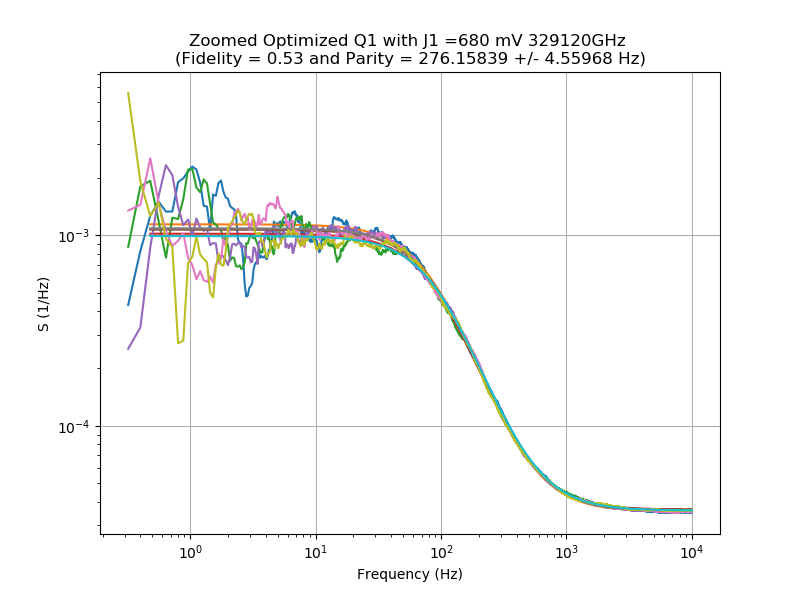 Zoomed Optimized Q1 with J1 =680 mV 329120GHz
(Fidelity = 0.53 and Parity = 276.15839 +/- 4.55968 Hz)
10⁻³
10⁻⁴
S (1/Hz)
10⁰ 10¹ 10² 10³ 10⁴
Frequency (Hz)